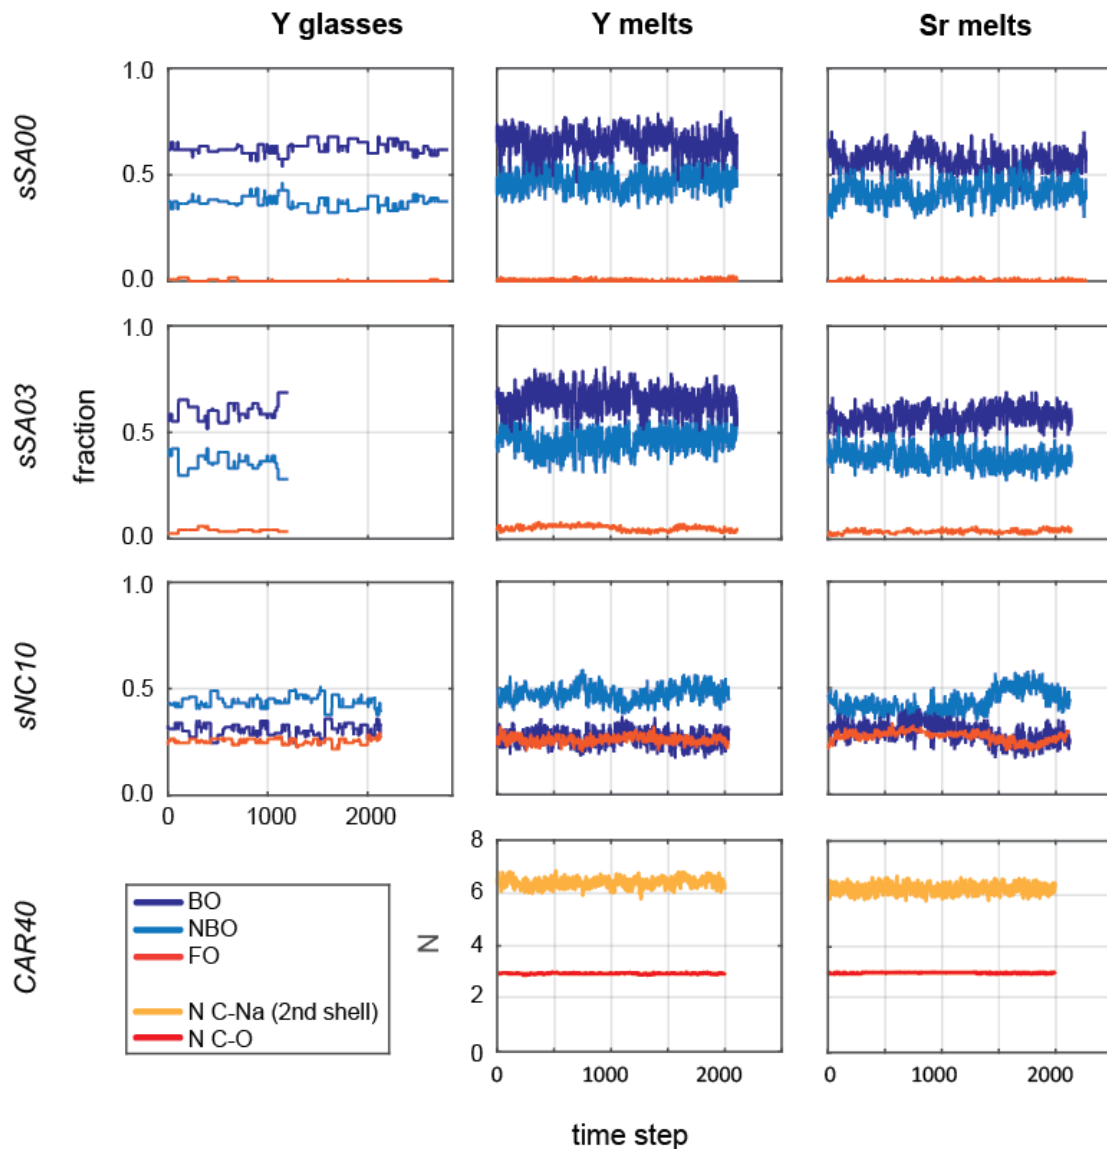 Y glasses
Y melts
Sr melts
sSA00
1.0
0.5
0.0
sSA03
fraction
1.0
0.5
0.0
sNC10
1.0
0.5
0.0
0 1000 2000
CAR40
BO
NBO
FO
N C-Na (2nd shell)
N C-O
N
8
6
4
2
0
0 1000 2000
0 1000 2000
time step